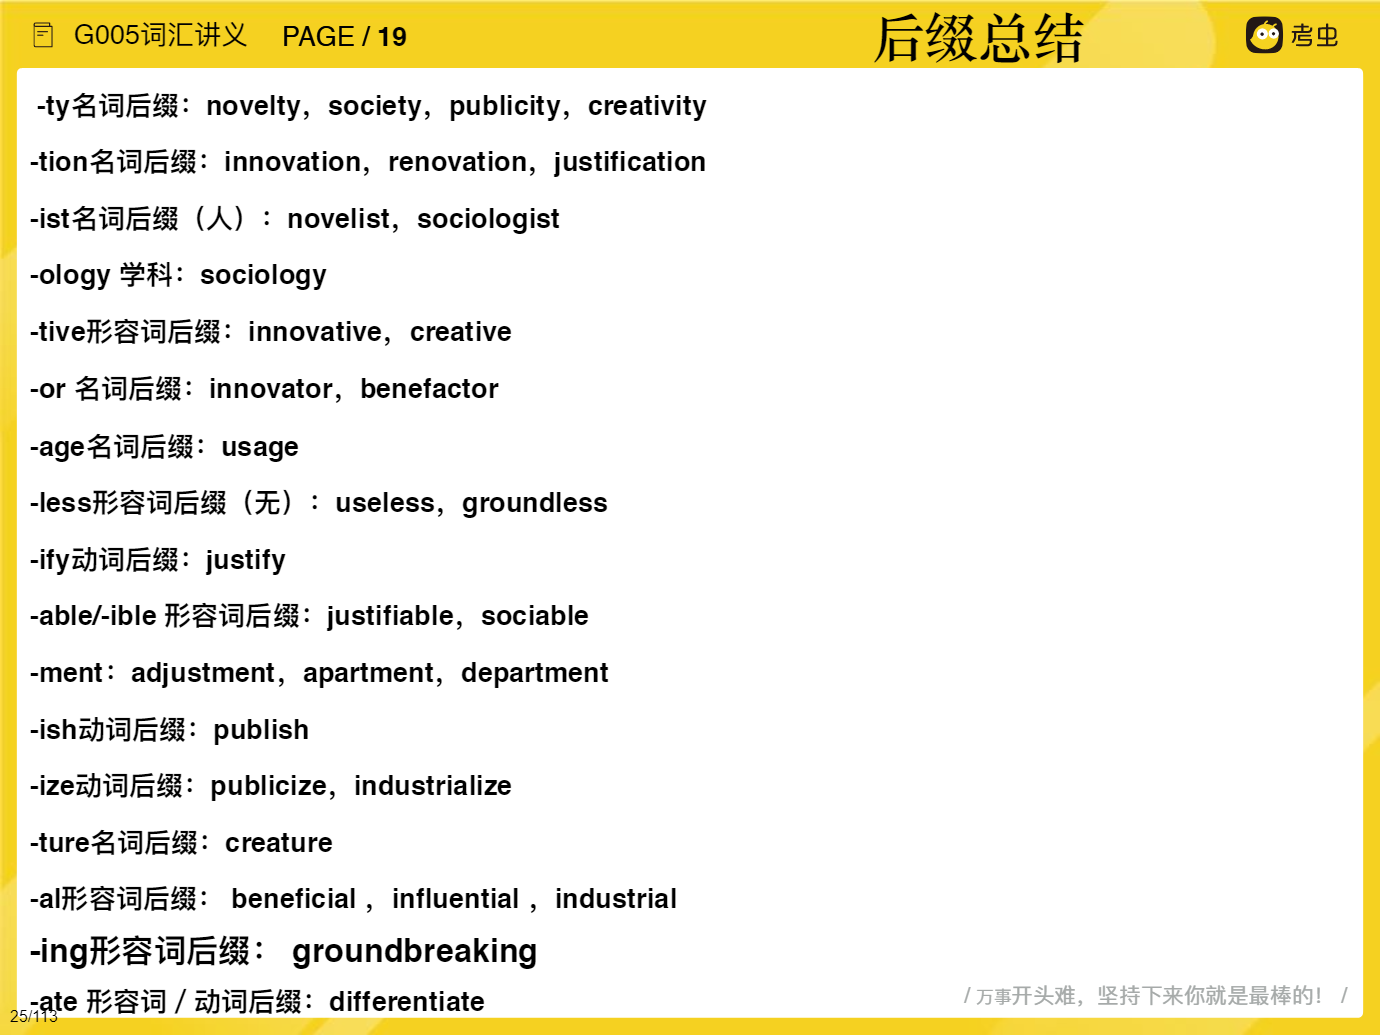 G005词汇讲义 PAGE / 19 后缀总结 考虫
-ty名词后缀：novelty，society，publicity，creativity
-tion名词后缀：innovation，renovation，justification
-ist名词后缀（人）：novelist，sociologist
-ology 学科：sociology
-tive形容词后缀：innovative，creative
-or 名词后缀：innovator，benefactor
-age名词后缀：usage
-less形容词后缀（无）：useless，groundless
-ify动词后缀：justify
-able/-ible 形容词后缀：justifiable，sociable
-ment：adjustment，apartment，department
-ish动词后缀：publish
-ize动词后缀：publicize，industrialize
-ture名词后缀：creature
-al形容词后缀： beneficial ，influential ，industrial
-ing形容词后缀： groundbreaking
-ate 形容词 / 动词后缀：differentiate
/ 万事开头难，坚持下来你就是最棒的！ /
25/113